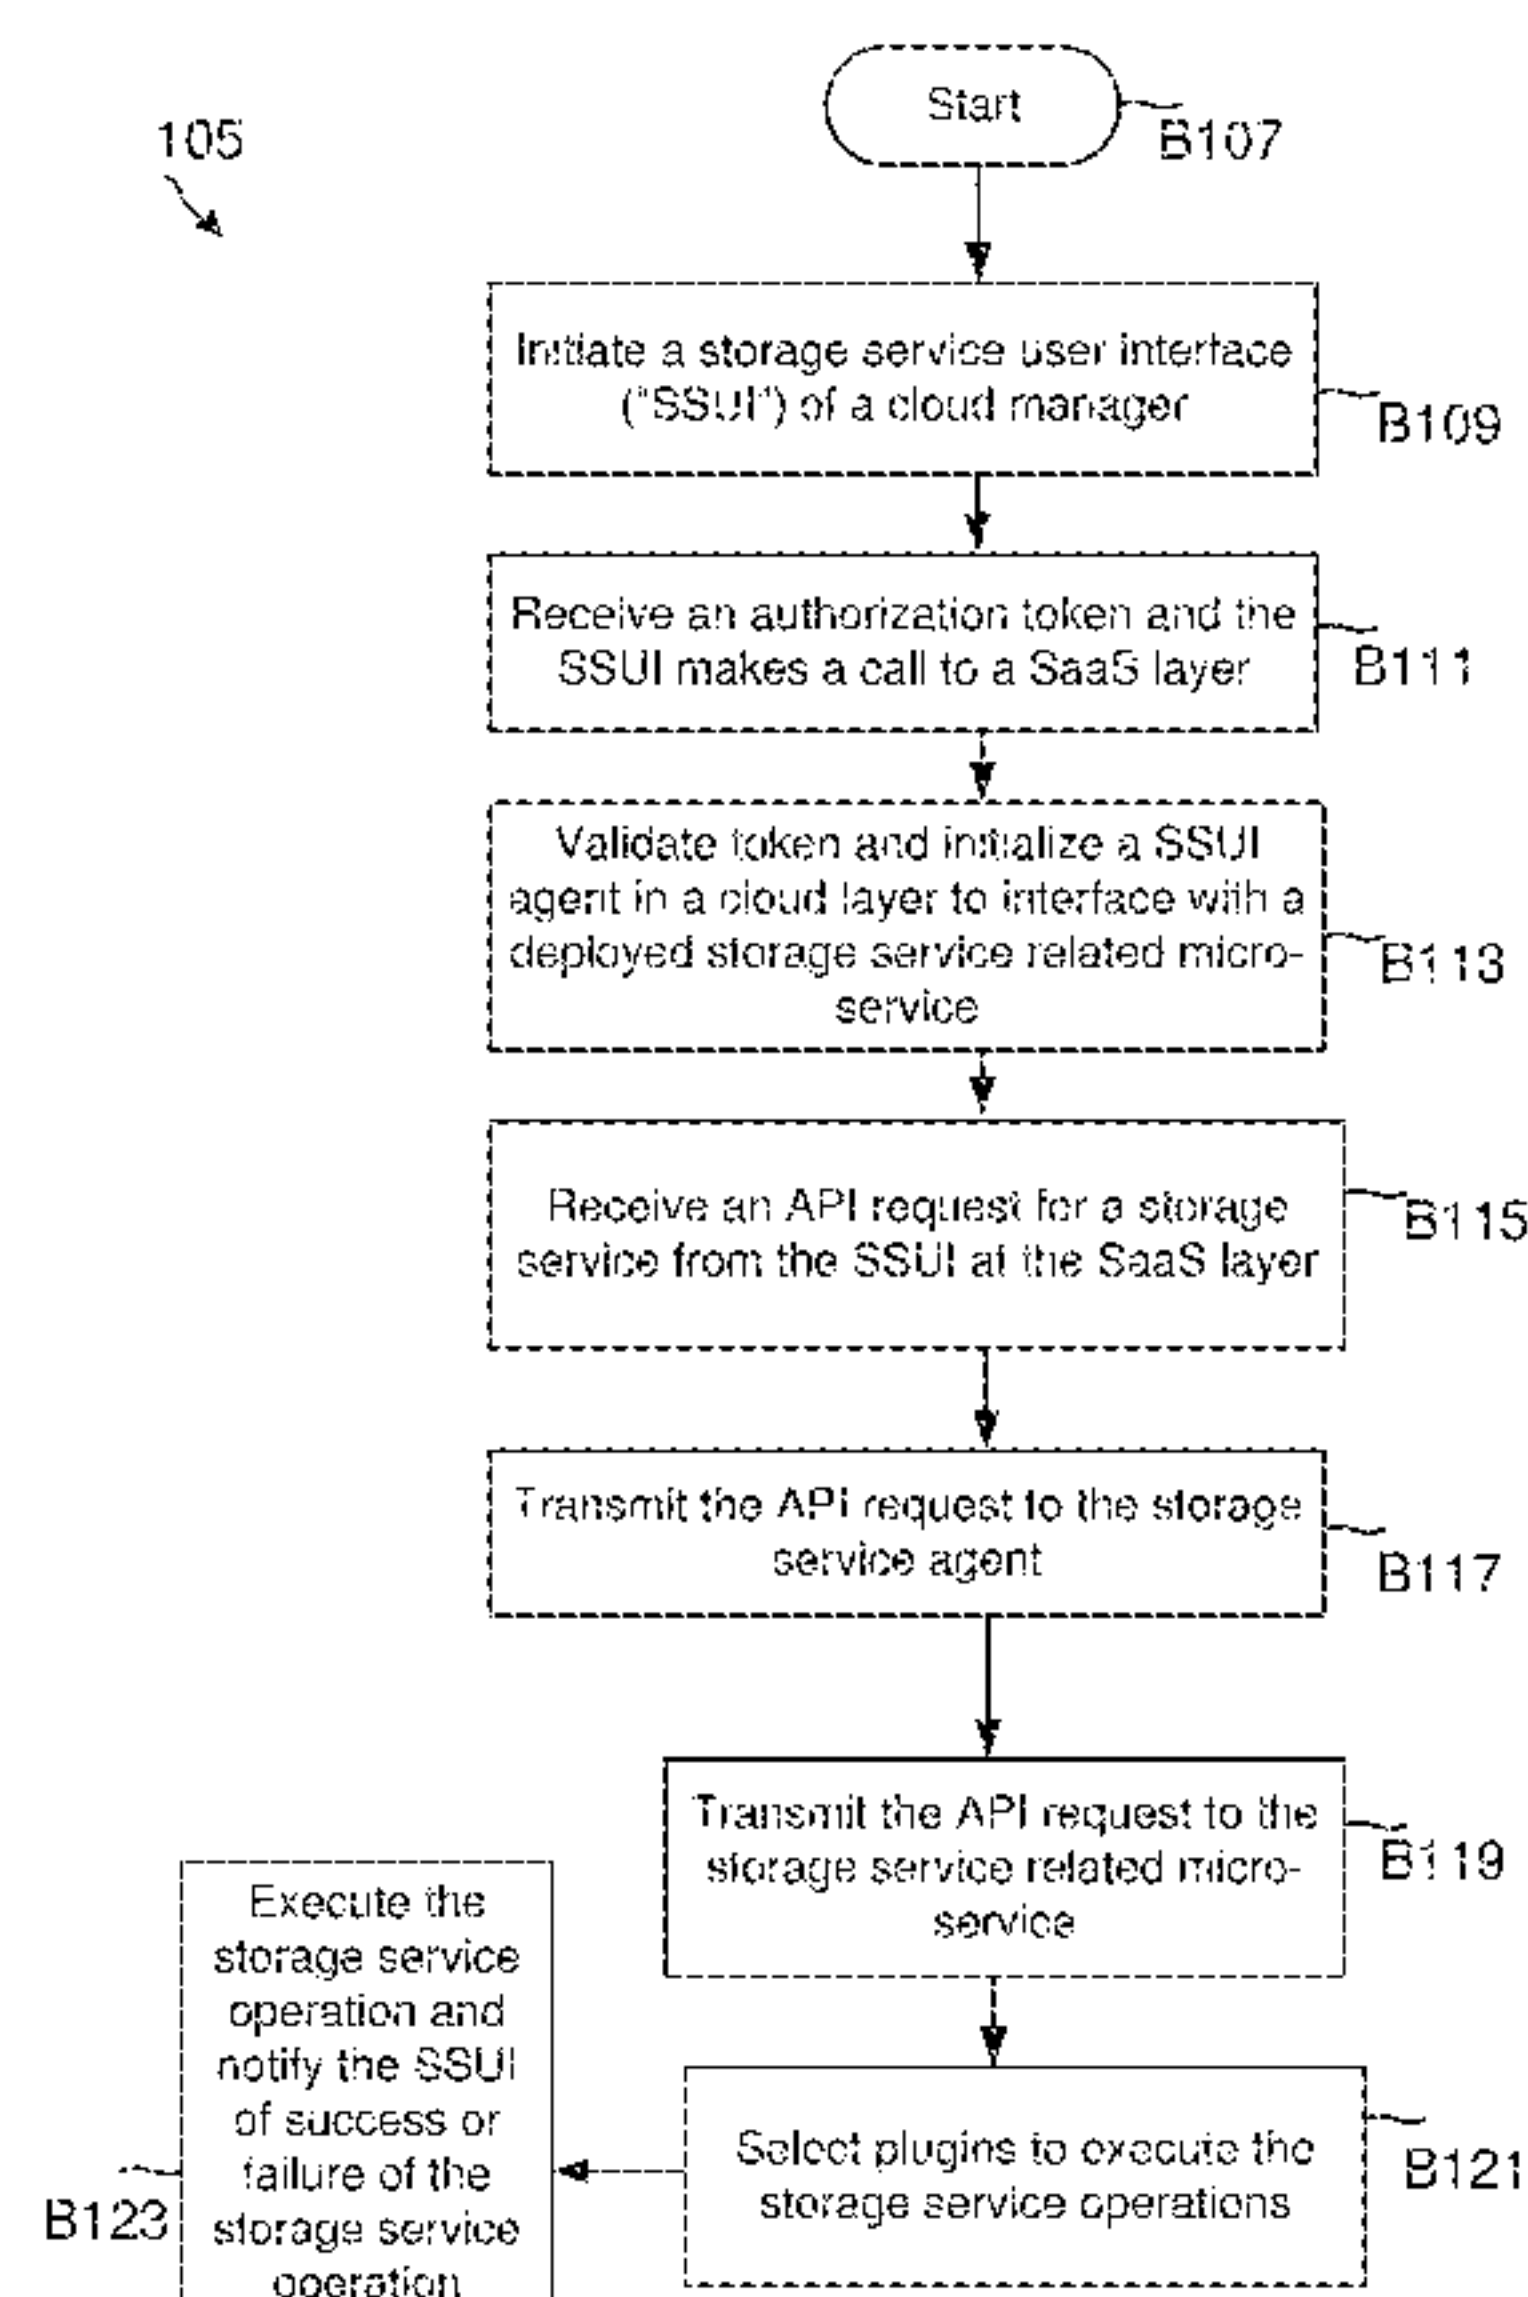 Start
B107
105
Initiate a storage service user interface
("SSUI") of a cloud manager
B109
Receive an authorization token and the
SSUI makes a call to a SaaS layer
B111
Validate token and initialize a SSUI
agent in a cloud layer to interface with a
deployed storage service related micro-
service
B113
Receive an API request for a storage
service from the SSUI at the SaaS layer
B115
Transmit the API request to the storage
service agent
B117
Transmit the API request to the
storage service related micro-
service
B119
Select plugins to execute the
storage service operations
B121
Execute the
storage service
operation and
notify the SSUI
of success or
failure of the
storage service
operation
B123